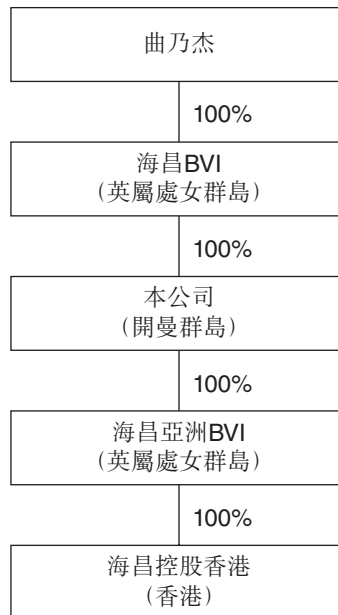 曲乃杰
100%
海昌BVI
（英屬處女群島）
100%
本公司
（開曼群島）
100%
海昌亞洲BVI
（英屬處女群島）
100%
海昌控股香港
（香港）